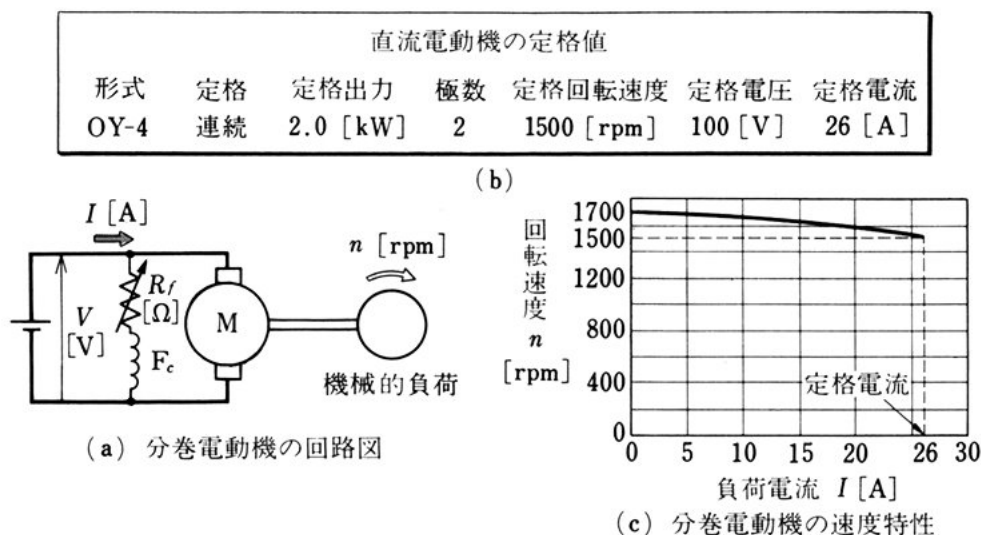 直流電動機の定格値
形式 定格 定格出力 極数 定格回転速度 定格電圧 定格電流
OY-4 連続 2.0 [kW] 2 1500 [rpm] 100 [V] 26 [A]
(b)
I [A]
n [rpm]
V
[V]
Rf
[Ω]
Fc
M
機械的負荷
(a) 分巻電動機の回路図
回転速度 n
[rpm]
1700
1500
1200
800
400
0
定格電流
0 5 10 15 20 26 30
負荷電流 I [A]
(c) 分巻電動機の速度特性